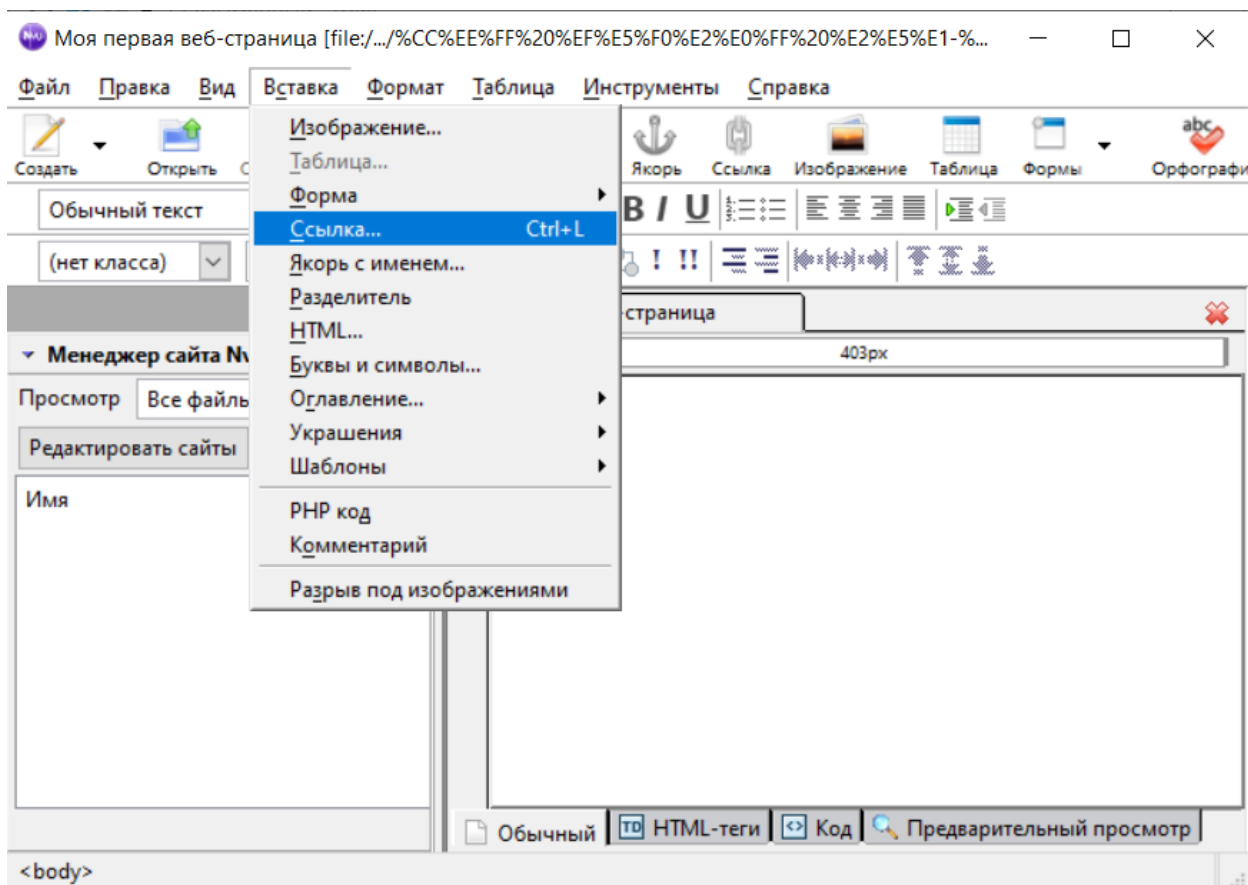 Моя первая веб-страница [file:/.../%CC%EE%FF%20%EF%E5%F0%E2%E0%FF%20%E2%E5%E1-%...
Файл Правка Вид Вставка Формат Таблица Инструменты Справка
Создать Открыть Якорь Ссылка Изображение Таблица Формы Орфографи
abc
Обычный текст B I U
(нет класса) ! !!
Изображение...
Таблица...
Форма
Ссылка... Ctrl+L
Якорь с именем...
Разделитель
HTML...
Буквы и символы...
Оглавление...
Украшения
Шаблоны
PHP код
Комментарий
Разрыв под изображениями
-страница
403px
Менеджер сайта Nv
Просмотр Все файлы
Редактировать сайты
Имя
Обычный HTML-теги Код Предварительный просмотр
TD
<body>